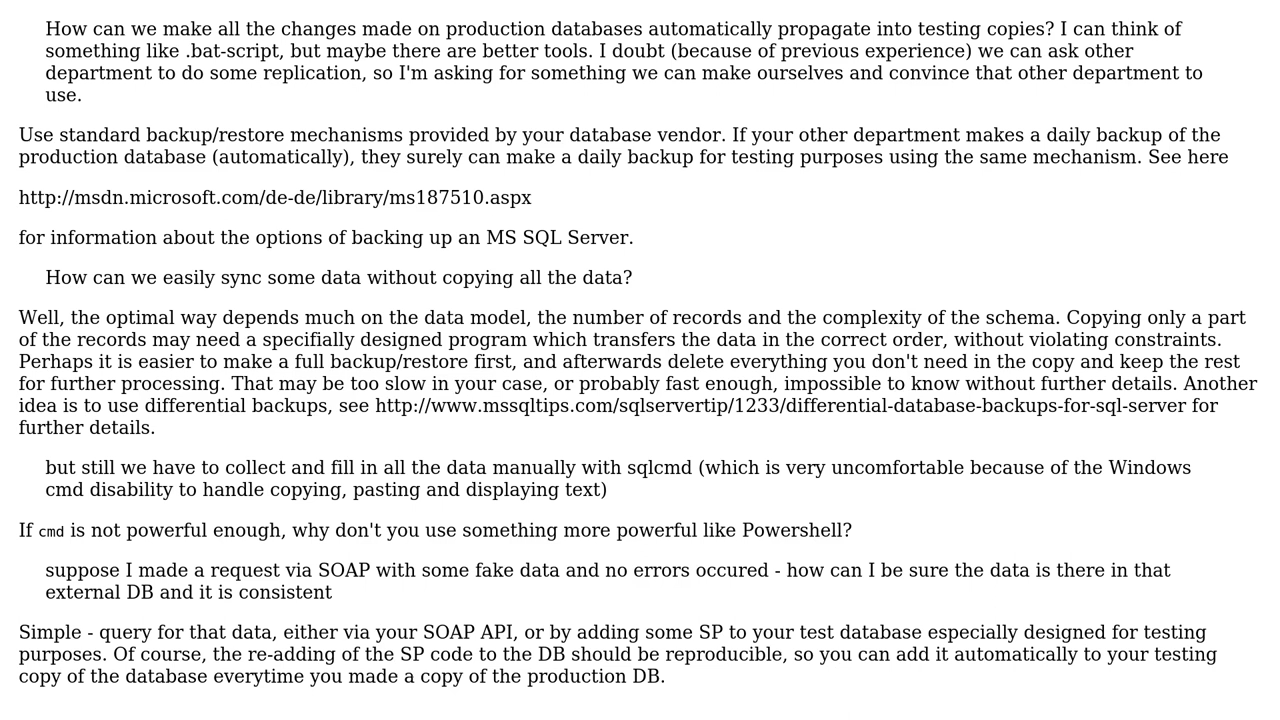 How can we make all the changes made on production databases automatically propagate into testing copies? I can think of
something like .bat-script, but maybe there are better tools. I doubt (because of previous experience) we can ask other
department to do some replication, so I'm asking for something we can make ourselves and convince that other department to
use.
Use standard backup/restore mechanisms provided by your database vendor. If your other department makes a daily backup of the
production database (automatically), they surely can make a daily backup for testing purposes using the same mechanism. See here
http://msdn.microsoft.com/de-de/library/ms187510.aspx
for information about the options of backing up an MS SQL Server.
How can we easily sync some data without copying all the data?
Well, the optimal way depends much on the data model, the number of records and the complexity of the schema. Copying only a part
of the records may need a specifially designed program which transfers the data in the correct order, without violating constraints.
Perhaps it is easier to make a full backup/restore first, and afterwards delete everything you don't need in the copy and keep the rest
for further processing. That may be too slow in your case, or probably fast enough, impossible to know without further details. Another
idea is to use differential backups, see http://www.mssqltips.com/sqlservertip/1233/differential-database-backups-for-sql-server for
further details.
but still we have to collect and fill in all the data manually with sqlcmd (which is very uncomfortable because of the Windows
cmd disability to handle copying, pasting and displaying text)
If cmd is not powerful enough, why don't you use something more powerful like Powershell?
suppose I made a request via SOAP with some fake data and no errors occured - how can I be sure the data is there in that
external DB and it is consistent
Simple - query for that data, either via your SOAP API, or by adding some SP to your test database especially designed for testing
purposes. Of course, the re-adding of the SP code to the DB should be reproducible, so you can add it automatically to your testing
copy of the database everytime you made a copy of the production DB.